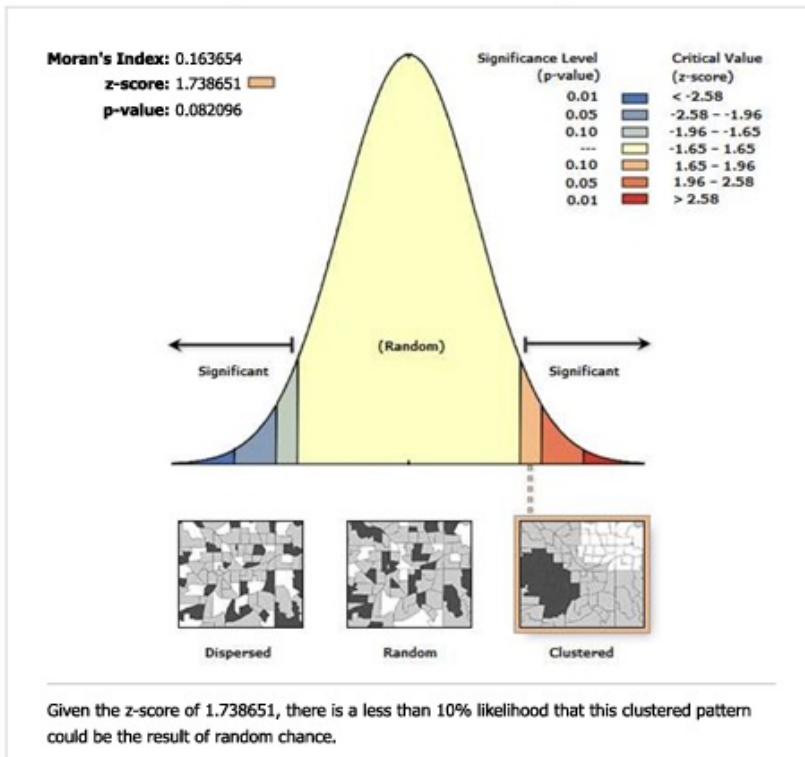 Moran's Index: 0.163654
z-score: 1.738651
p-value: 0.082096
Significance Level
(p-value)
Critical Value
(z-score)
0.01 < -2.58
0.05 -2.58 – -1.96
0.10 -1.96 – -1.65
--- -1.65 – 1.65
0.10 1.65 – 1.96
0.05 1.96 – 2.58
0.01 > 2.58
Significant
(Random)
Significant
Dispersed
Random
Clustered
Given the z-score of 1.738651, there is a less than 10% likelihood that this clustered pattern
could be the result of random chance.